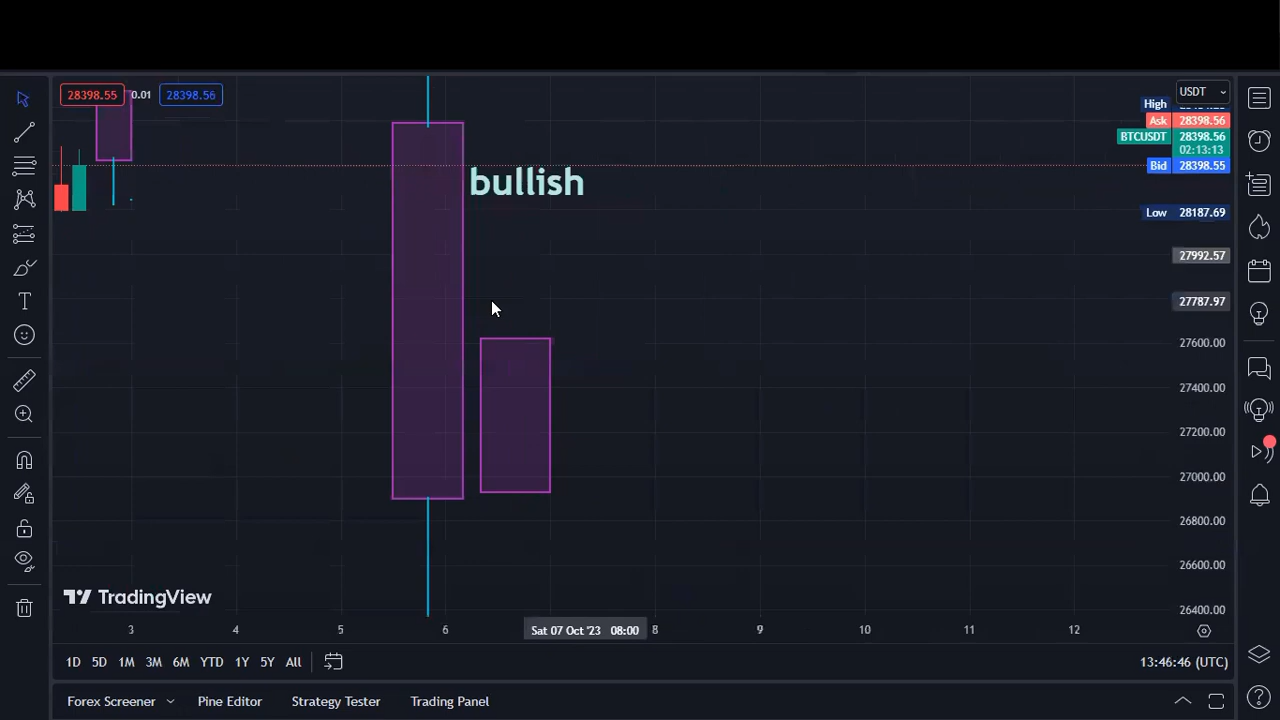 28398.55 0.01 28398.56
USDT
High
Ask 28398.56
BTCUSDT 28398.56
02:13:13
Bid 28398.55
bullish
Low 28187.69
27992.57
27787.97
27600.00
27400.00
27200.00
27000.00
26800.00
26600.00
26400.00
TradingView
3 4 5 6 Sat 07 Oct '23 08:00 8 9 10 11 12
1D 5D 1M 3M 6M YTD 1Y 5Y All 13:46:46 (UTC)
Forex Screener Pine Editor Strategy Tester Trading Panel